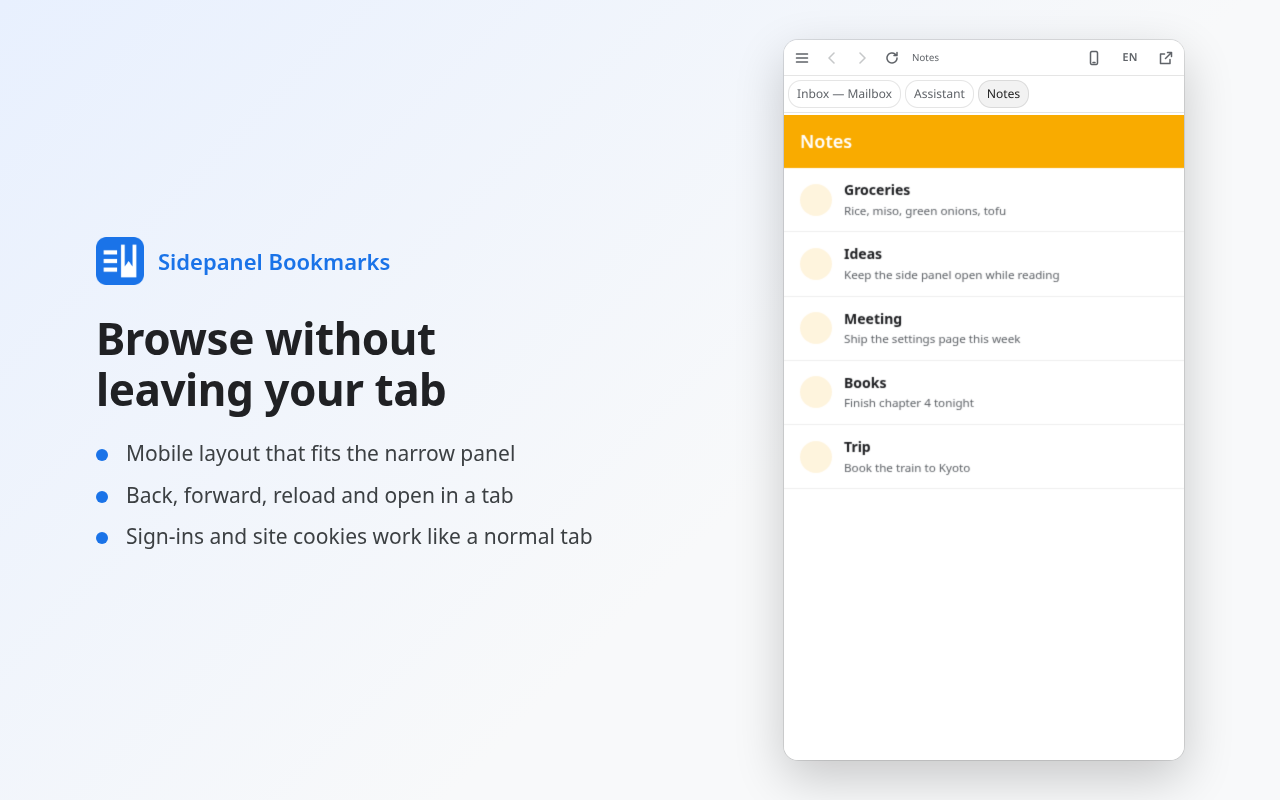 Sidepanel Bookmarks
Browse without
leaving your tab
Mobile layout that fits the narrow panel
Back, forward, reload and open in a tab
Sign-ins and site cookies work like a normal tab
Notes
EN
Inbox — Mailbox
Assistant
Notes
Notes
Groceries
Rice, miso, green onions, tofu
Ideas
Keep the side panel open while reading
Meeting
Ship the settings page this week
Books
Finish chapter 4 tonight
Trip
Book the train to Kyoto